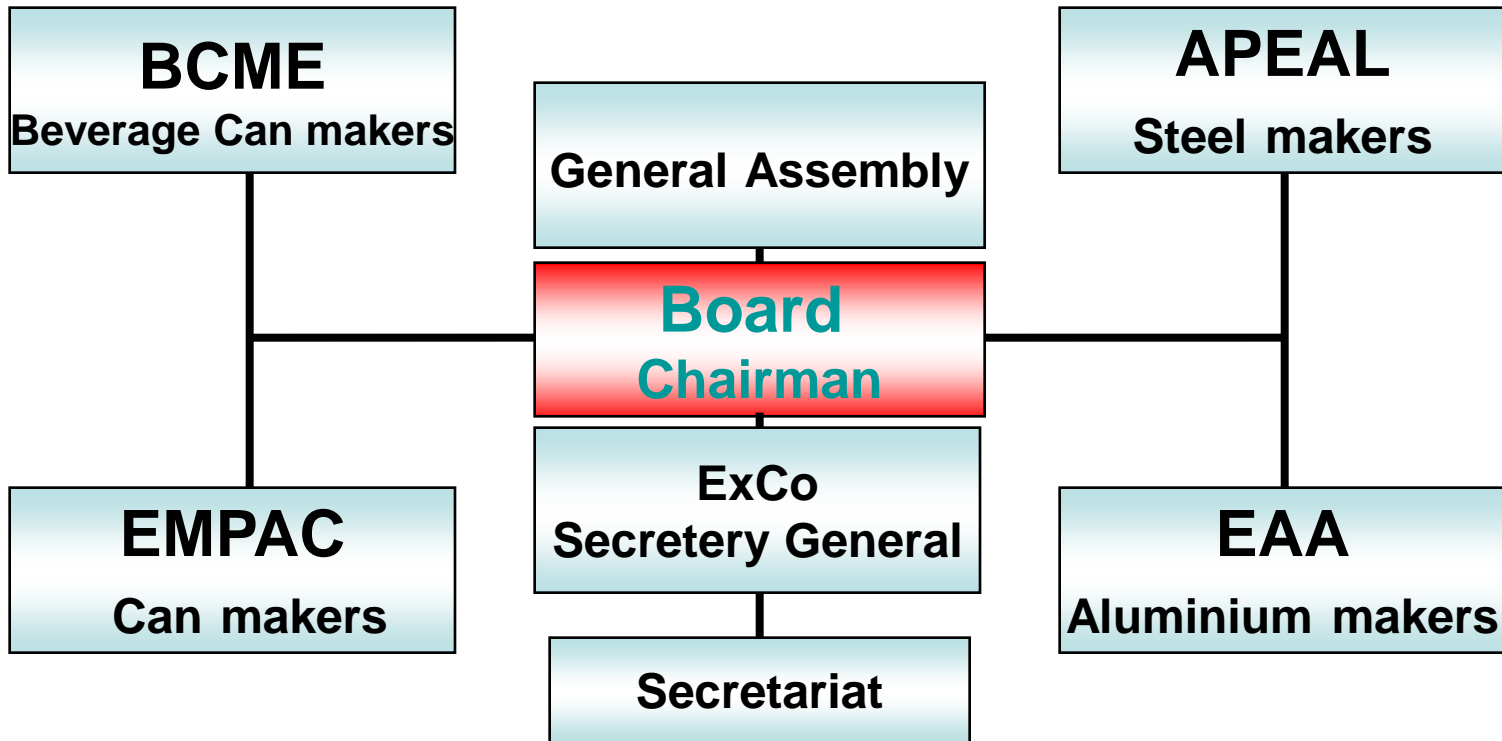 BCME
Beverage Can makers
APEAL
Steel makers
General Assembly
Board
Chairman
ExCo
Secretery General
EMPAC
Can makers
EAA
Aluminium makers
Secretariat